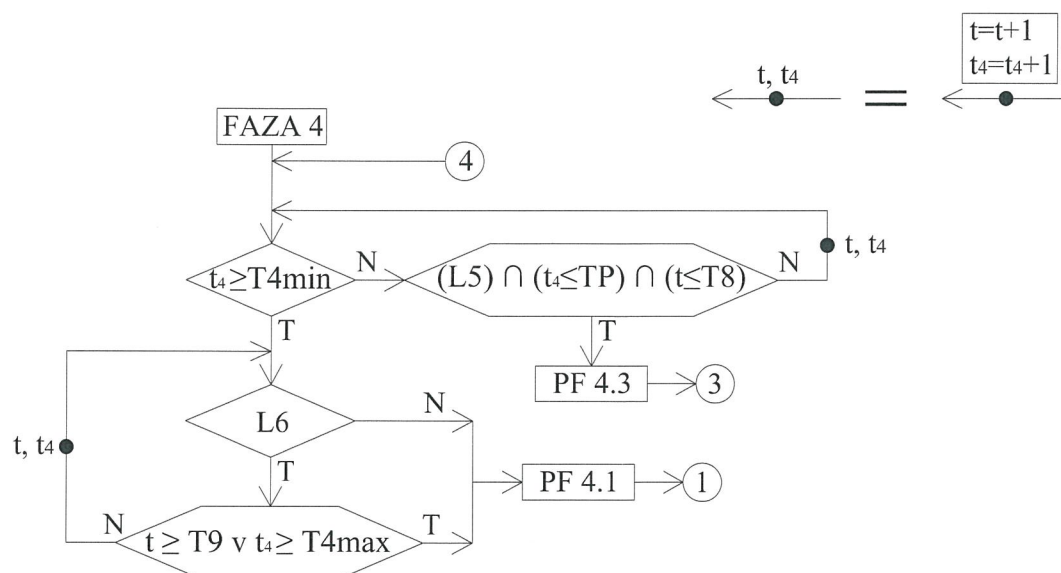 t=t+1
t₄=t₄+1
t, t₄
=
FAZA 4
4
t, t₄
t₄≥T4min
N
(L5) ∩ (t₄≤TP) ∩ (t≤T8)
N
T
T
PF 4.3
3
L6
N
t, t₄
T
PF 4.1
1
N
t ≥ T9 v t₄ ≥ T4max
T